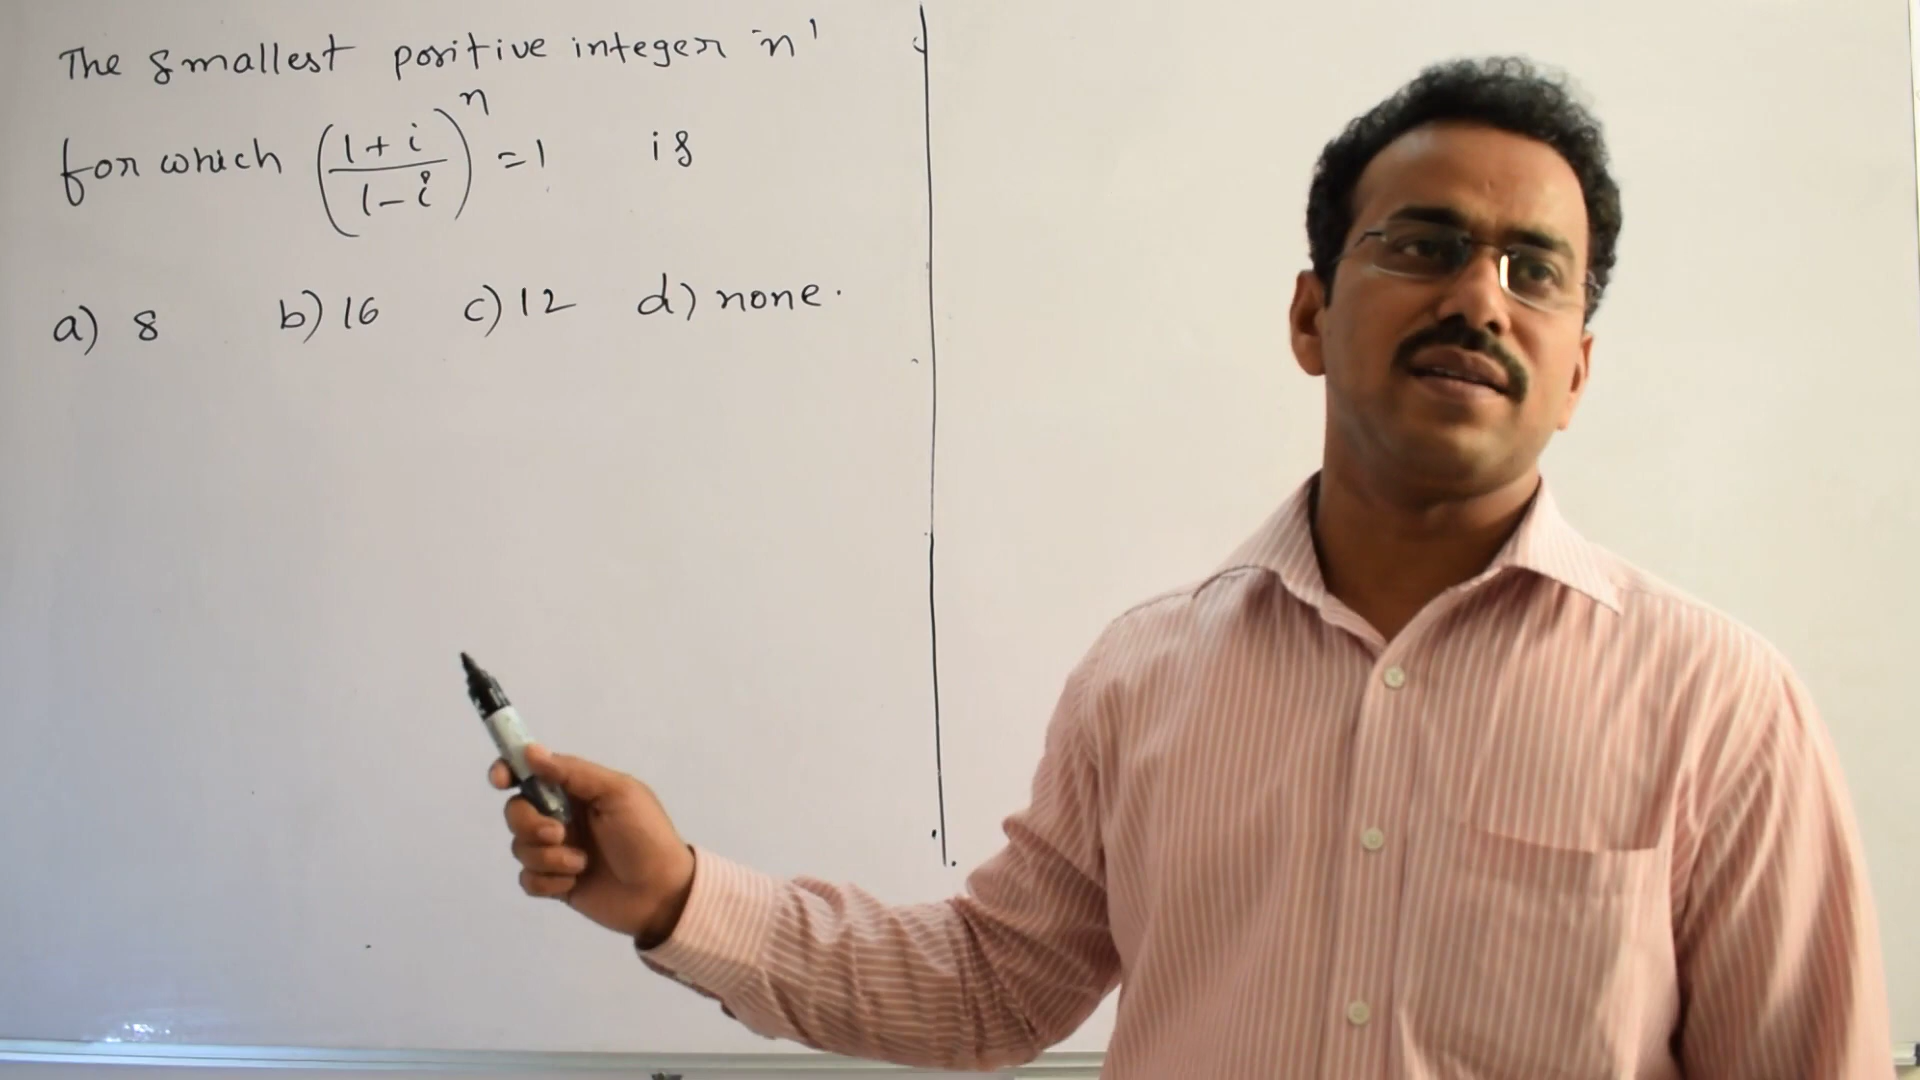 The smallest positive integer 'n'
for which (1+i/1-i)^n = 1 is
a) 8 b) 16 c) 12 d) none.